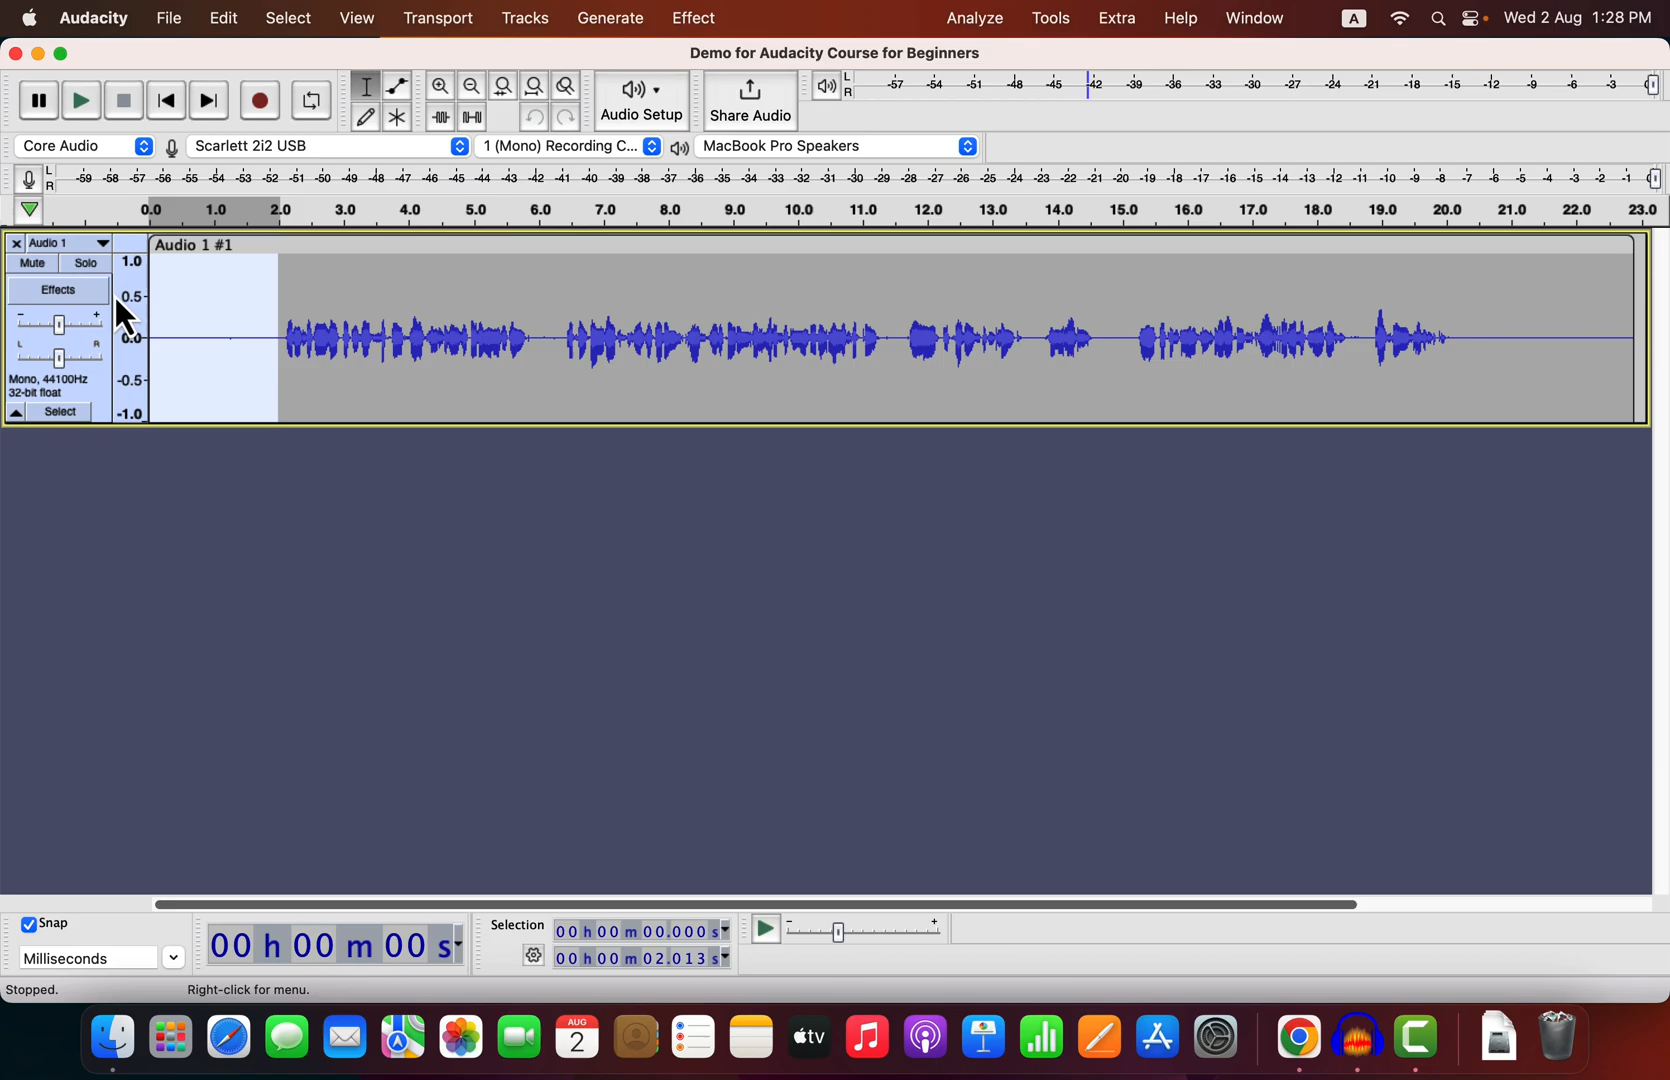 Audacity File Edit Select View Transport Tracks Generate Effect Analyze Tools Extra Help Window A Wed 2 Aug 1:28 PM
Demo for Audacity Course for Beginners
L -57 -54 -51 -48 -45 -42 -39 -36 -33 -30 -27 -24 -21 -18 -15 -12 -9 -6 -3 0
R
Audio Setup Share Audio
Core Audio Scarlett 2i2 USB 1 (Mono) Recording C... MacBook Pro Speakers
L -59 -58 -57 -56 -55 -54 -53 -52 -51 -50 -49 -48 -47 -46 -45 -44 -43 -42 -41 -40 -39 -38 -37 -36 -35 -34 -33 -32 -31 -30 -29 -28 -27 -26 -25 -24 -23 -22 -21 -20 -19 -18 -17 -16 -15 -14 -13 -12 -11 -10 -9 -8 -7 -6 -5 -4 -3 -2 -1 0
R
0.0 1.0 2.0 3.0 4.0 5.0 6.0 7.0 8.0 9.0 10.0 11.0 12.0 13.0 14.0 15.0 16.0 17.0 18.0 19.0 20.0 21.0 22.0 23.0
Audio 1 Audio 1 #1
Mute Solo 1.0
Effects 0.5
- +
0.0
L R
Mono, 44100Hz -0.5
32-bit float
Select -1.0
Snap
Milliseconds
00 h 00 m 00 s
Selection 00 h 00 m 00.000 s
00 h 00 m 02.013 s
- +
Stopped. Right-click for menu.
AUG
2
tv